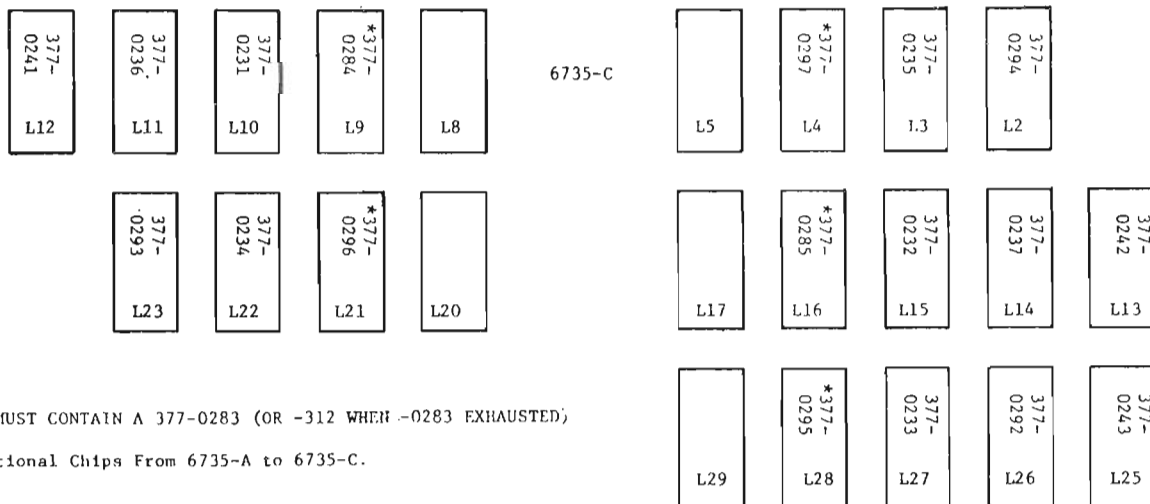 377-0241 L12
377-0236. L11
377-0231 L10
*377-0284 L9
L8
6735-C
L5
*377-0297 L4
377-0235 L3
377-0294 L2
377-0293 L23
377-0234 L22
*377-0296 L21
L20
L17
*377-0285 L16
377-0232 L15
377-0237 L14
377-0242 L13
MUST CONTAIN A 377-0283 (OR -312 WHEN -0283 EXHAUSTED)
tional Chips From 6735-A to 6735-C.
L29
*377-0295 L28
377-0233 L27
377-0292 L26
377-0243 L25